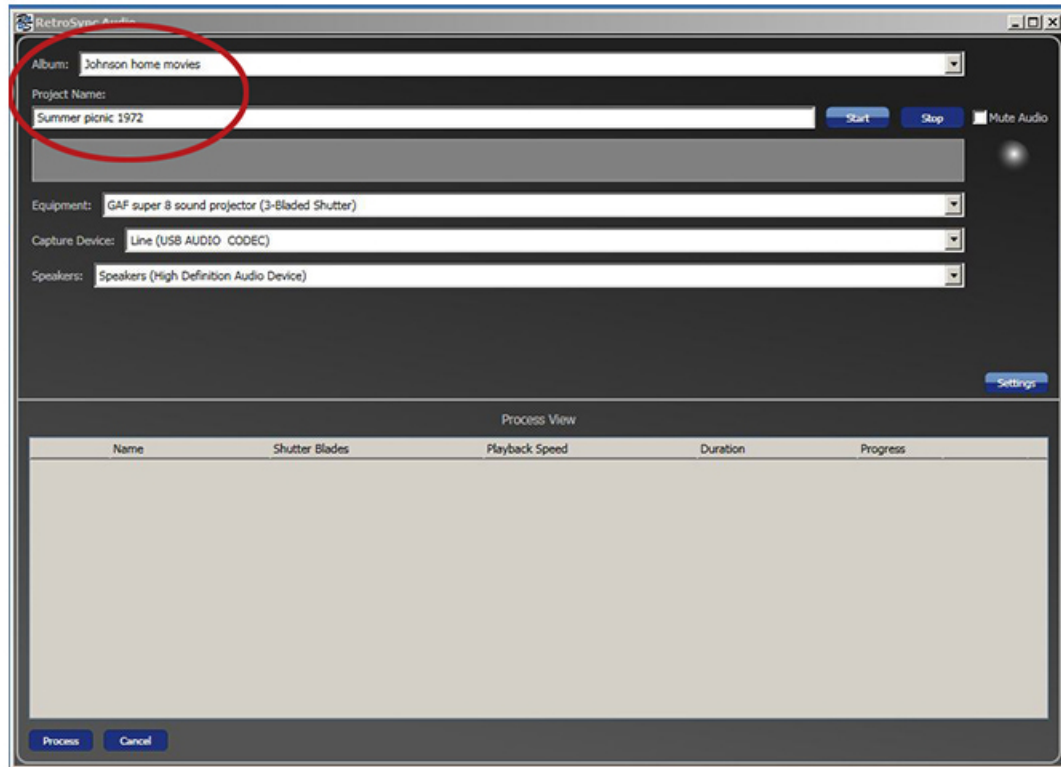 RetroSync Audio
Album: Johnson home movies
Project Name:
Summer picnic 1972 Start Stop Mute Audio
Equipment: GAF super 8 sound projector (3-Bladed Shutter)
Capture Device: Line (USB AUDIO CODEC)
Speakers: Speakers (High Definition Audio Device)
Settings
Process View
Name Shutter Blades Playback Speed Duration Progress
Process Cancel